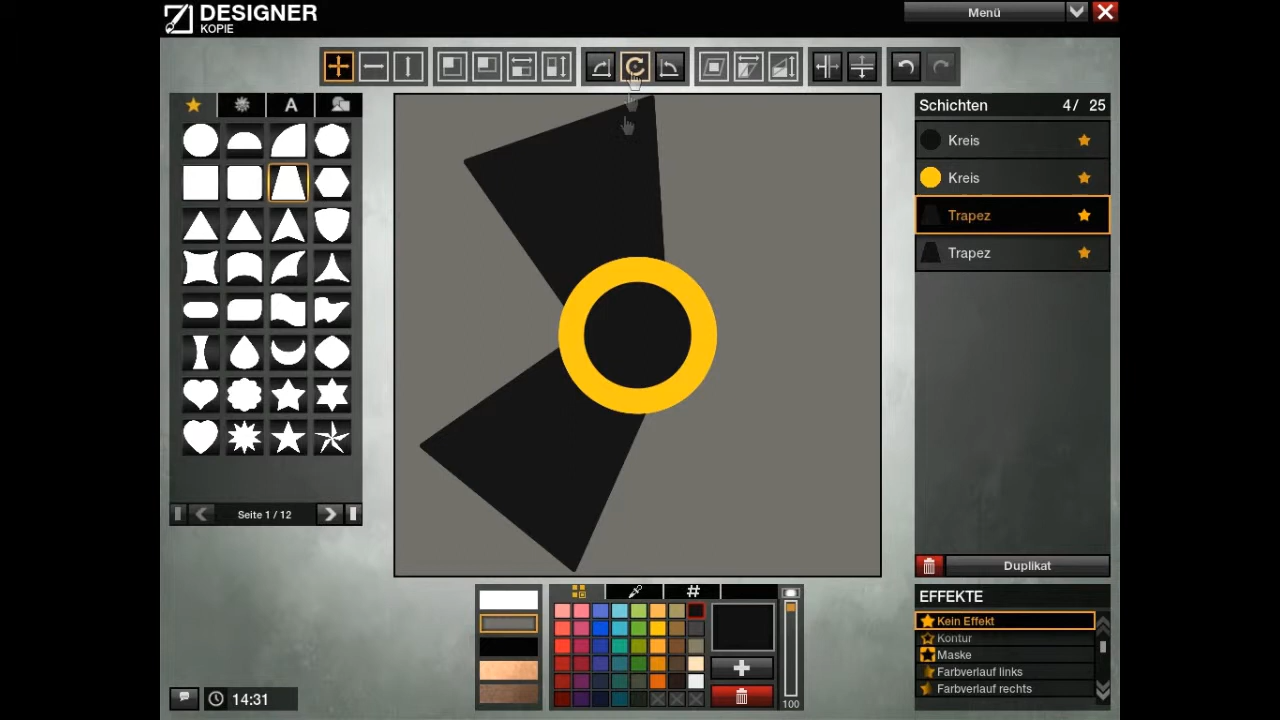 DESIGNER
KOPIE
Menü
A
Schichten 4/ 25
Kreis
Kreis
Trapez
Trapez
Seite 1 / 12
Duplikat
#
EFFEKTE
Kein Effekt
Kontur
Maske
Farbverlauf links
Farbverlauf rechts
14:31
100